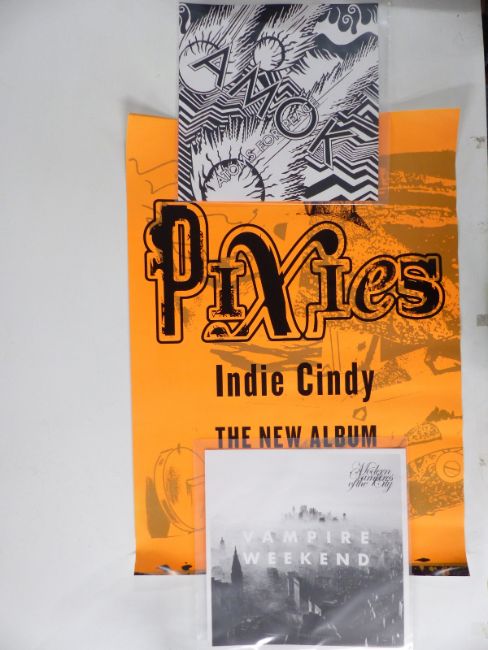 AMOK
ATOMS FOR PEACE
PIXIES
Indie Cindy
THE NEW ALBUM
Modern
Vampires
of the City
VAMPIRE
WEEKEND